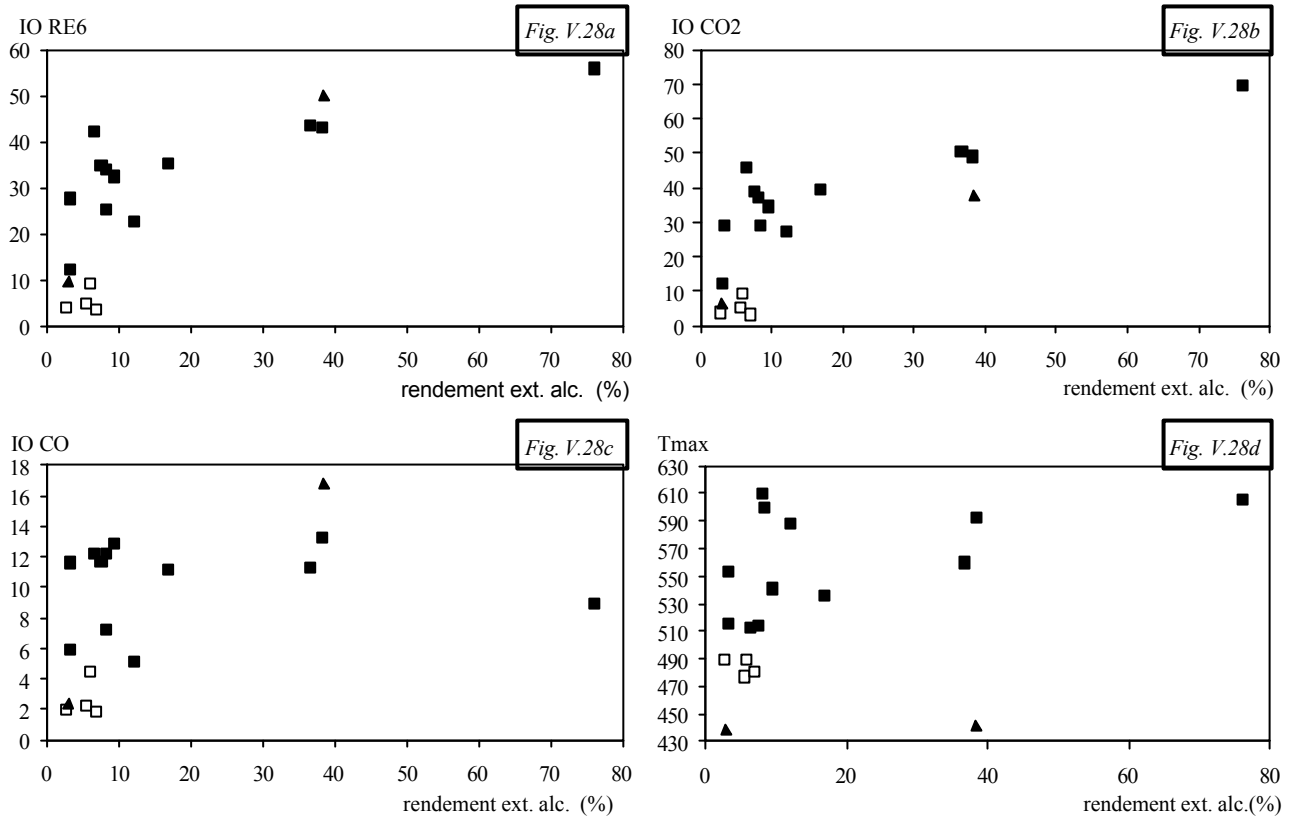 IO RE6
Fig. V.28a
60
50
40
30
20
10
0
0 10 20 30 40 50 60 70 80
rendement ext. alc. (%)
IO CO2
Fig. V.28b
80
70
60
50
40
30
20
10
0
0 10 20 30 40 50 60 70 80
rendement ext. alc. (%)
IO CO
Fig. V.28c
18
16
14
12
10
8
6
4
2
0
0 10 20 30 40 50 60 70 80
rendement ext. alc. (%)
Tmax
Fig. V.28d
630
610
590
570
550
530
510
490
470
450
430
0 20 40 60 80
rendement ext. alc.(%)